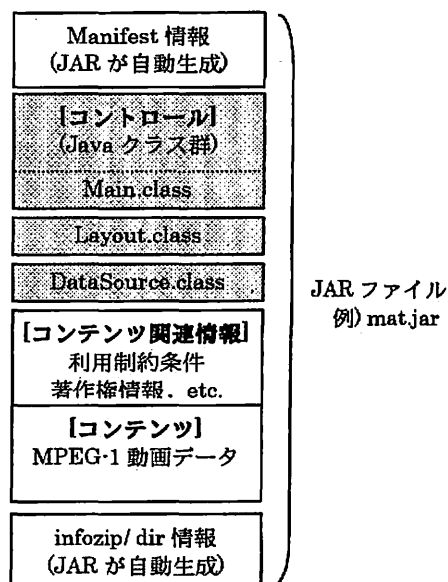 Manifest 情報
(JAR が自動生成)
[コントロール]
(Java クラス群)
Main.class
Layout.class
DataSource.class
[コンテンツ関連情報]
利用制約条件
著作権情報．etc.
[コンテンツ]
MPEG-1 動画データ
infozip/ dir 情報
(JAR が自動生成)
JAR ファイル
例) mat.jar